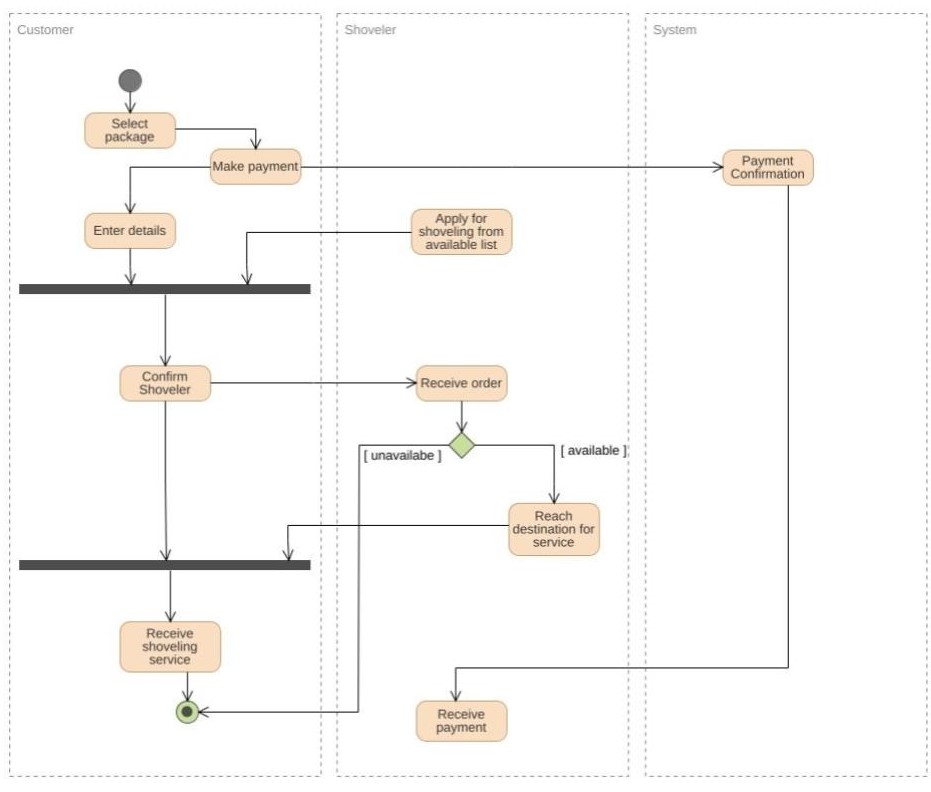 Customer
Shoveler
System
Select
package
Make payment
Payment
Confirmation
Enter details
Apply for
shoveling from
available list
Confirm
Shoveler
Receive order
[ unavailabe ]
[ available ]
Reach
destination for
service
Receive
shoveling
service
Receive
payment